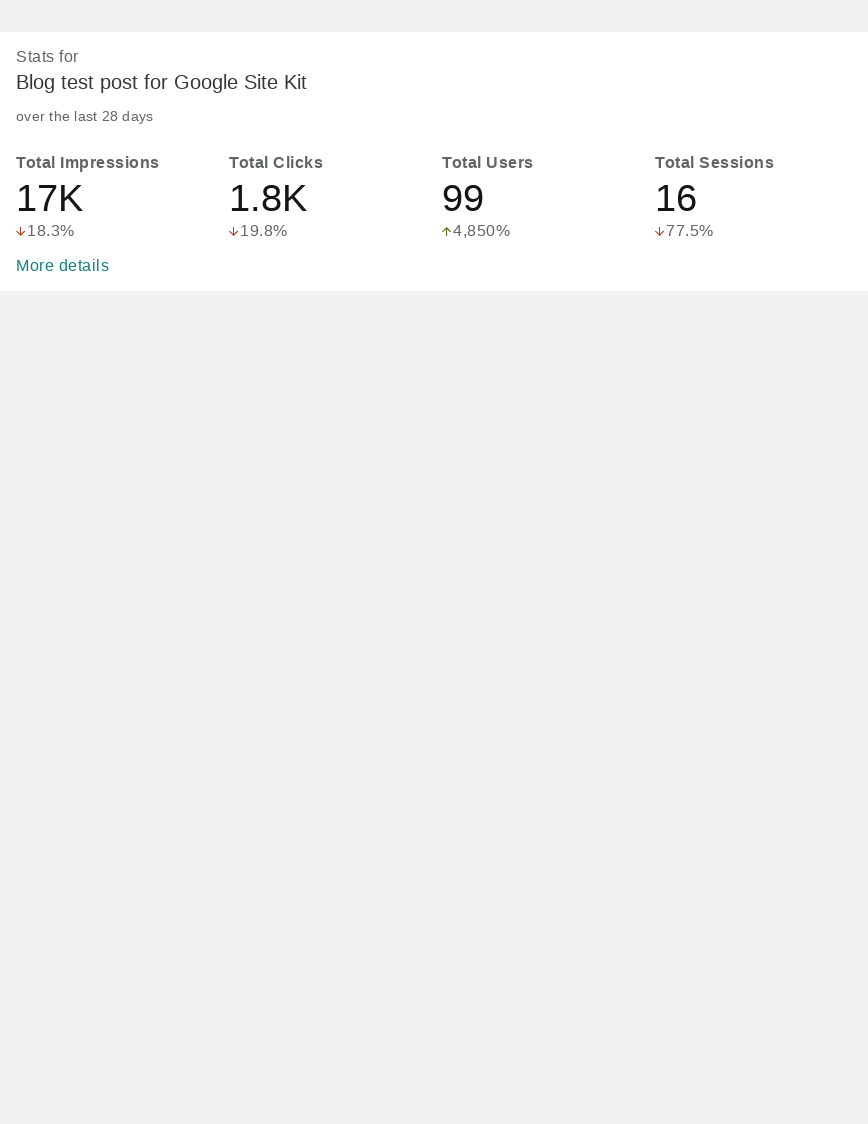 Stats for
Blog test post for Google Site Kit
over the last 28 days
Total Impressions Total Clicks Total Users Total Sessions
17K 1.8K 99 16
↓18.3% ↓19.8% ↑4,850% ↓77.5%
More details